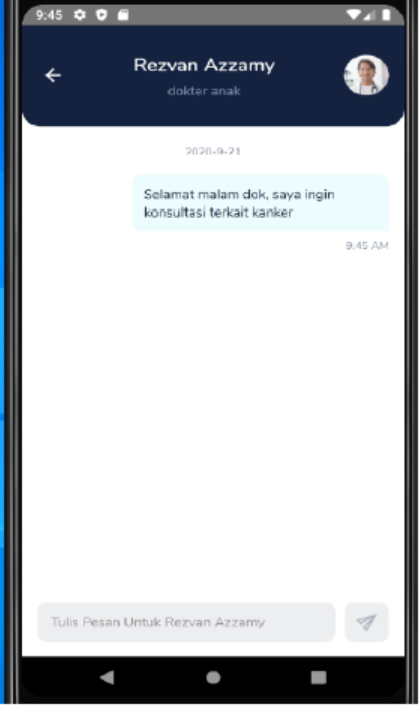 9:45
Rezvan Azzamy
dokter anak
2020-9-21
Selamat malam dok, saya ingin
konsultasi terkait kanker
9:45 AM
Tulis Pesan Untuk Rezvan Azzamy